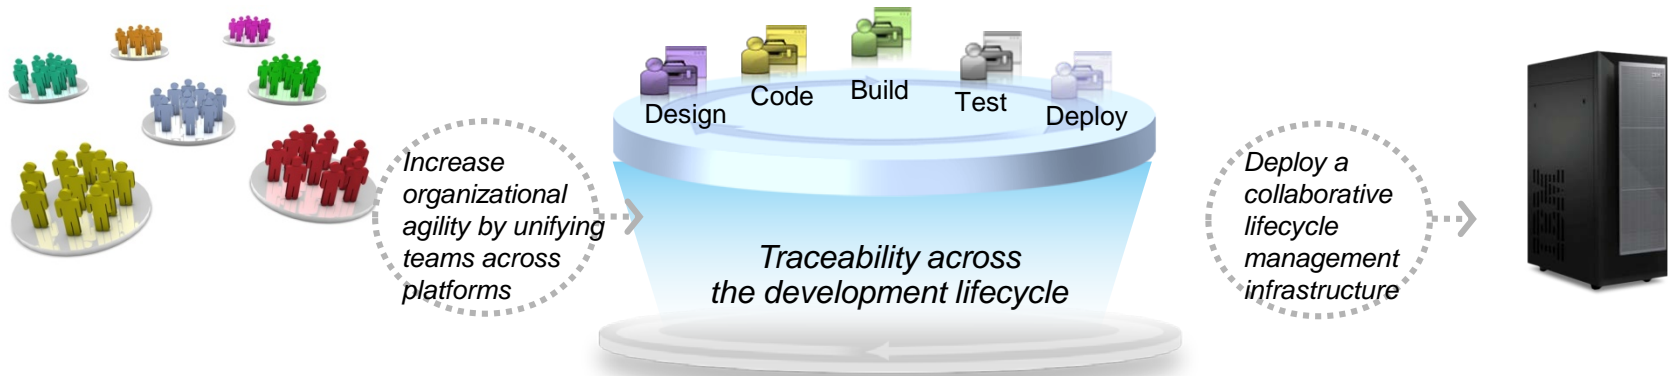 Design
Code
Build
Test
Deploy
Increase
organizational
agility by unifying
teams across
platforms
Traceability across
the development lifecycle
Deploy a
collaborative
lifecycle
management
infrastructure
IBM